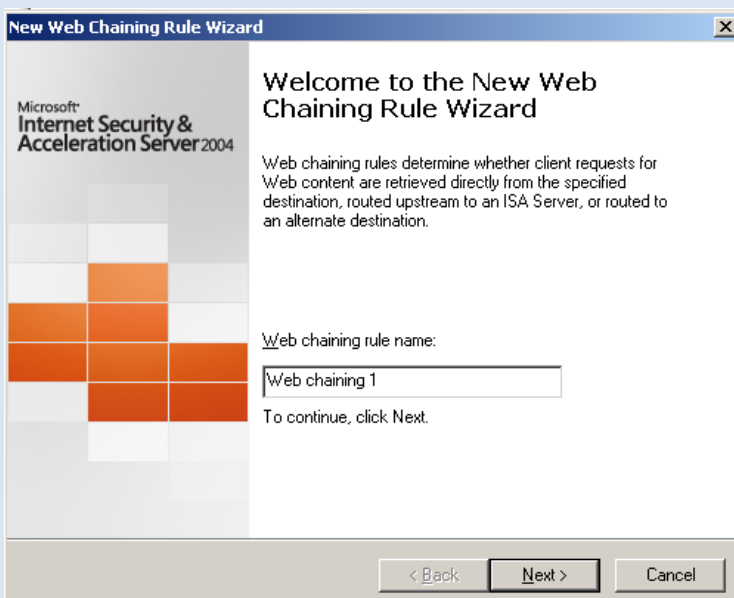 New Web Chaining Rule Wizard
Microsoft
Internet Security &
Acceleration Server 2004
Welcome to the New Web
Chaining Rule Wizard
Web chaining rules determine whether client requests for
Web content are retrieved directly from the specified
destination, routed upstream to an ISA Server, or routed to
an alternate destination.
Web chaining rule name:
Web chaining 1
To continue, click Next.
< Back
Next >
Cancel